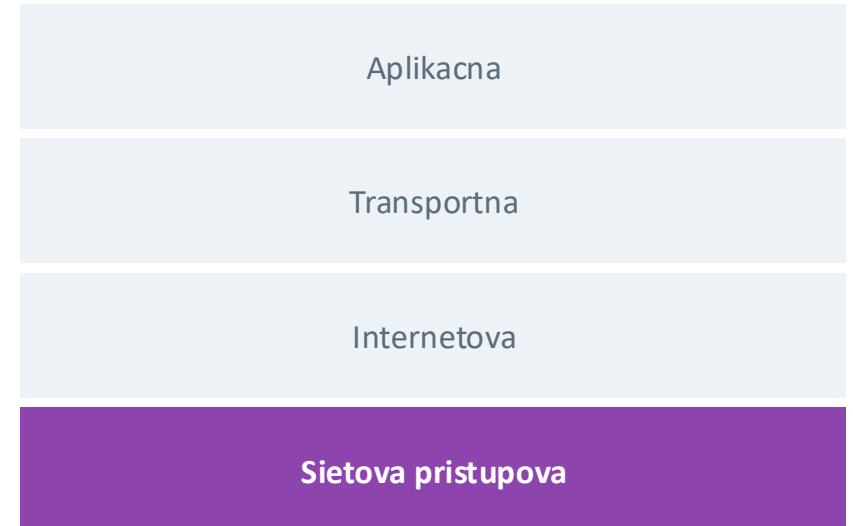 Aplikacna
Transportna
Internetova
Sietova pristupova